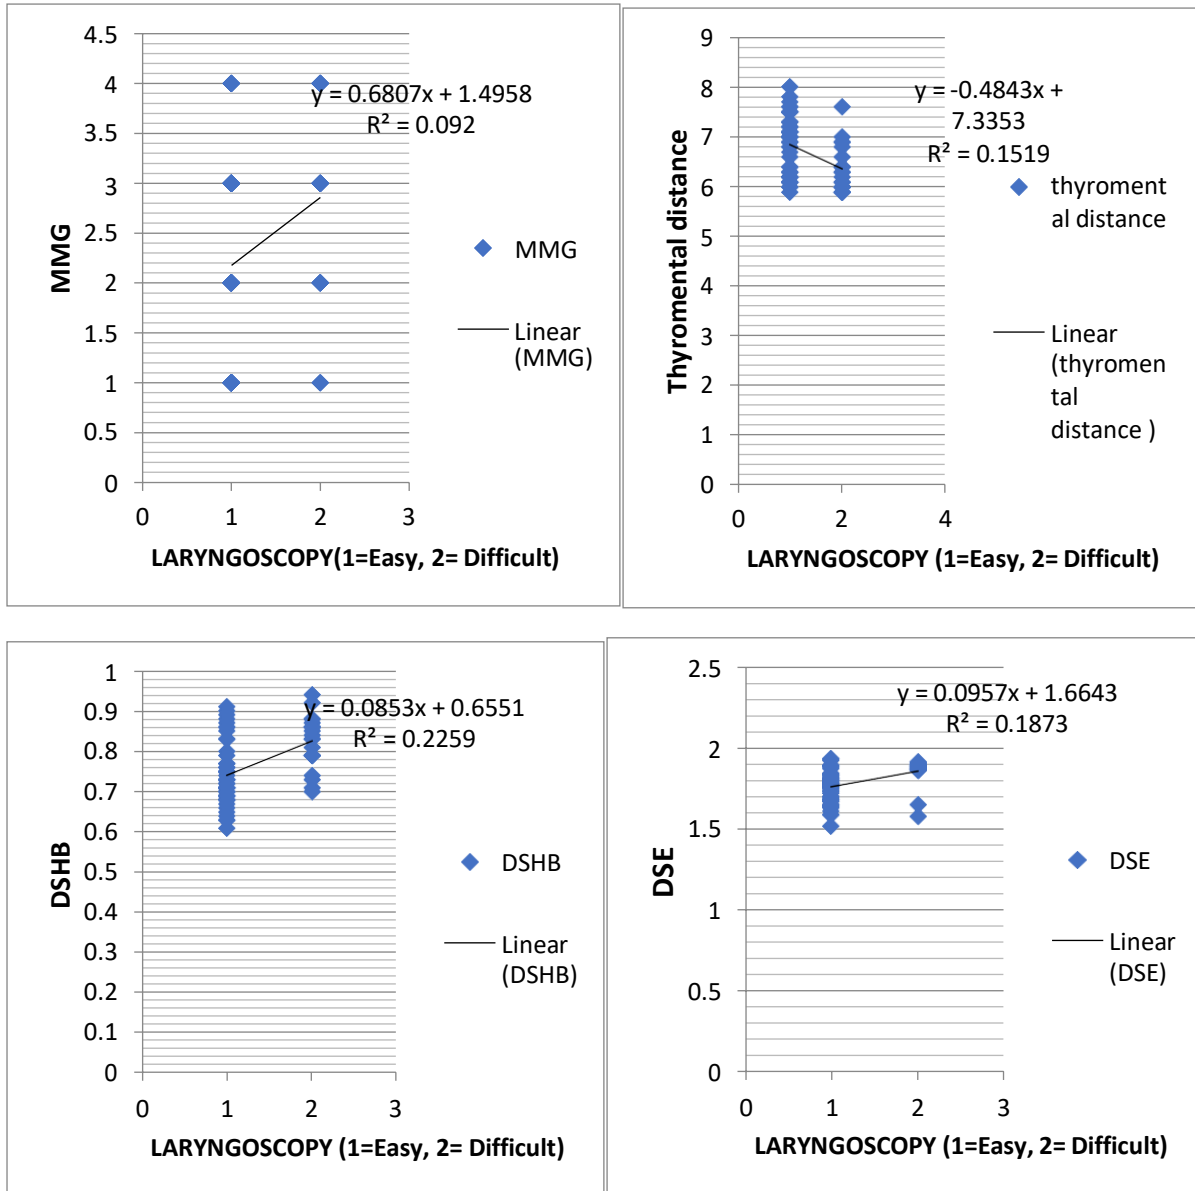 4.5
4
3.5
3
2.5
2
1.5
1
0.5
0
MMG
y = 0.6807x + 1.4958
R² = 0.092
MMG
Linear
(MMG)
0 1 2 3
LARYNGOSCOPY(1=Easy, 2= Difficult)
9
8
7
6
5
4
3
2
1
0
Thyromental distance
y = -0.4843x +
7.3353
R² = 0.1519
thyroment
al distance
Linear
(thyromen
tal
distance )
0 2 4
LARYNGOSCOPY (1=Easy, 2= Difficult)
1
0.9
0.8
0.7
0.6
0.5
0.4
0.3
0.2
0.1
0
DSHB
y = 0.0853x + 0.6551
R² = 0.2259
DSHB
Linear
(DSHB)
0 1 2 3
LARYNGOSCOPY (1=Easy, 2= Difficult)
2.5
2
1.5
1
0.5
0
DSE
y = 0.0957x + 1.6643
R² = 0.1873
DSE
Linear
(DSE)
0 1 2 3
LARYNGOSCOPY (1=Easy, 2= Difficult)